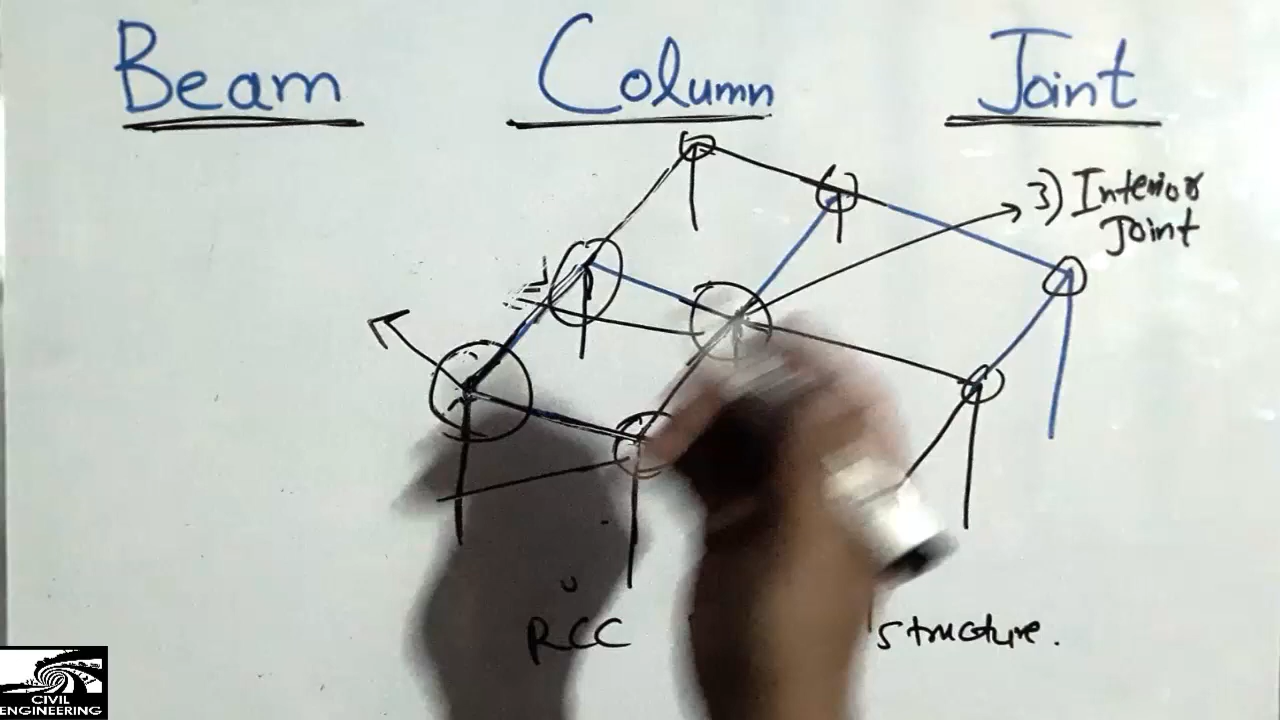 Beam Column Joint
3) Interior
Joint
RCC structure.
CIVIL
ENGINEERING